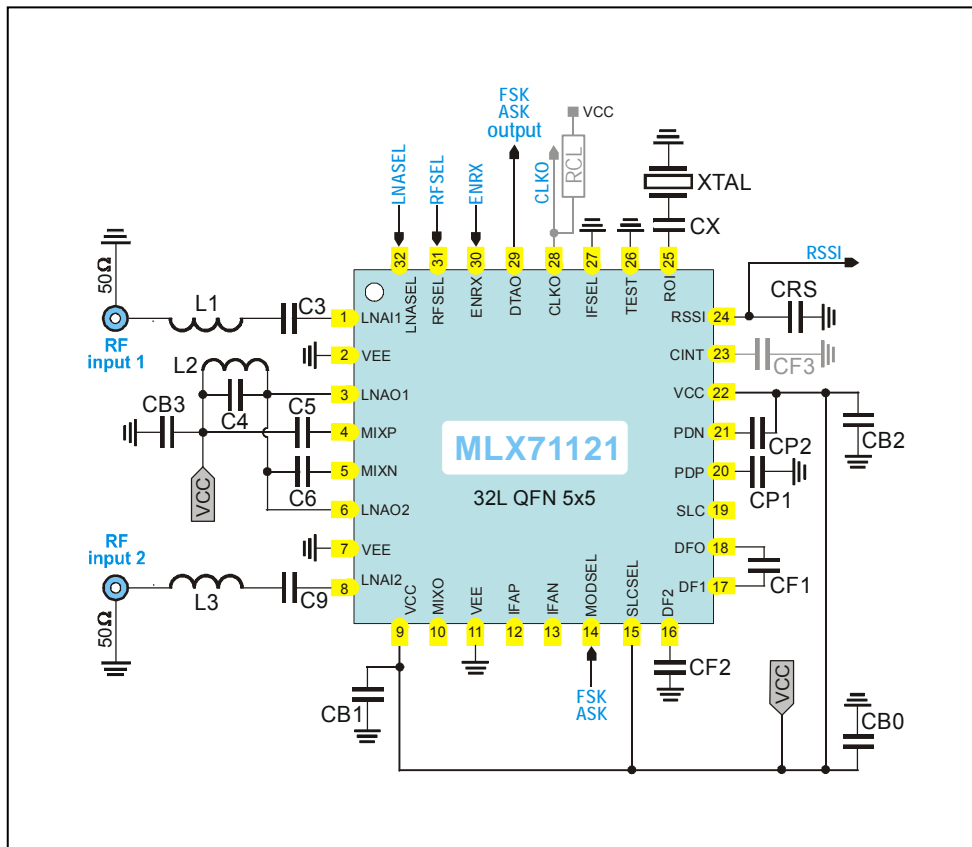 FSK
ASK
output
VCC
RCL
CLKO
LNASEL
RFSEL
ENRX
XTAL
CX
32
31
30
29
28
27
26
25
LNASEL
RFSEL
ENRX
DTAO
CLKO
IFSEL
TEST
ROI
50Ω
RF
input 1
L1
C3
1
LNAI1
2
VEE
L2
C4
3
LNAO1
CB3
C5
4
MIXP
C6
5
MIXN
VCC
6
LNAO2
7
VEE
RF
input 2
50Ω
L3
C9
8
LNAI2
MLX71121
32L QFN 5x5
RSSI
RSSI
24
CRS
CINT
23
CF3
VCC
22
PDN
21
CP2
CB2
PDP
20
CP1
SLC
19
DFO
18
CF1
DF1
17
VCC
MIXO
VEE
IFAP
IFAN
MODSEL
SLCSEL
DF2
9
10
11
12
13
14
15
16
CB1
FSK
ASK
CF2
VCC
CB0